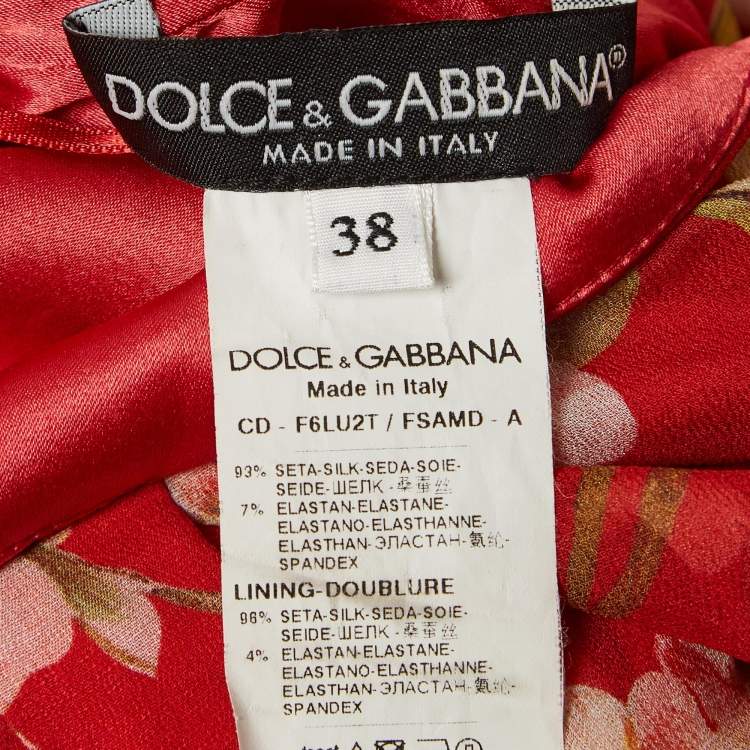 DOLCE & GABBANA®
MADE IN ITALY
38
DOLCE & GABBANA
Made in Italy
CD - F6LU2T / FSAMD - A
93% SETA-SILK-SEDA-SOIE-
SEIDE-ШЕЛК-桑蚕丝
7% ELASTAN-ELASTANE-
ELASTANO-ELASTHANNE-
ELASTHAN-ЭЛАСТАН-氨纶-
SPANDEX
LINING-DOUBLURE
96% SETA-SILK-SEDA-SOIE-
SEIDE-ШЕЛК-桑蚕丝
4% ELASTAN-ELASTANE-
ELASTANO-ELASTHANNE-
ELASTHAN-ЭЛАСТАН-氨纶-
SPANDEX